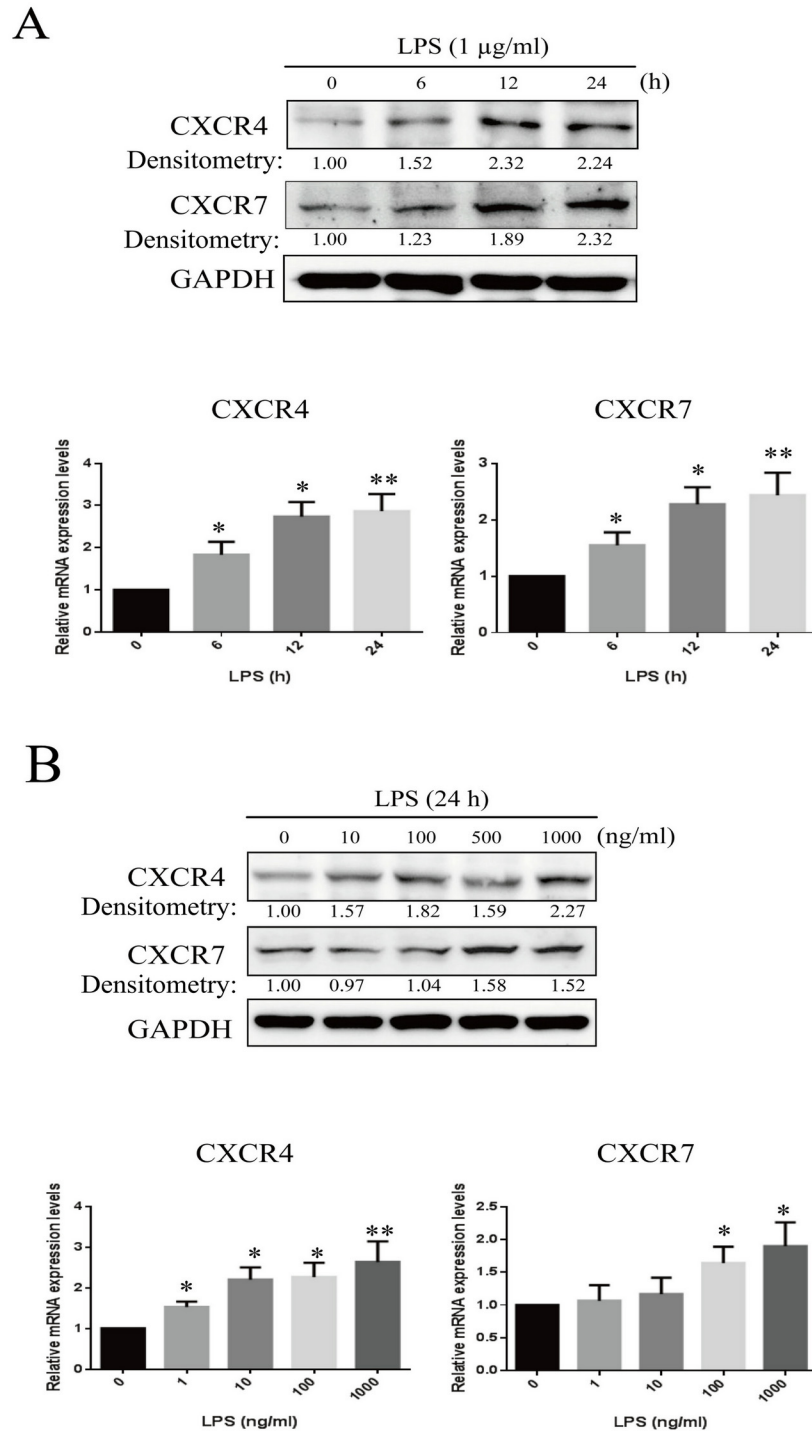 A
LPS (1 µg/ml)
0 6 12 24 (h)
CXCR4
Densitometry: 1.00 1.52 2.32 2.24
CXCR7
Densitometry: 1.00 1.23 1.89 2.32
GAPDH
CXCR4
Relative mRNA expression levels
4
3
2
1
0
* * **
0 6 12 24
LPS (h)
CXCR7
Relative mRNA expression levels
3
2
1
0
* * **
0 6 12 24
LPS (h)
B
LPS (24 h)
0 10 100 500 1000 (ng/ml)
CXCR4
Densitometry: 1.00 1.57 1.82 1.59 2.27
CXCR7
Densitometry: 1.00 0.97 1.04 1.58 1.52
GAPDH
CXCR4
Relative mRNA expression levels
4
3
2
1
0
* * * **
0 1 10 100 1000
LPS (ng/ml)
CXCR7
Relative mRNA expression levels
2.5
2.0
1.5
1.0
0.5
0.0
* *
0 1 10 100 1000
LPS (ng/ml)